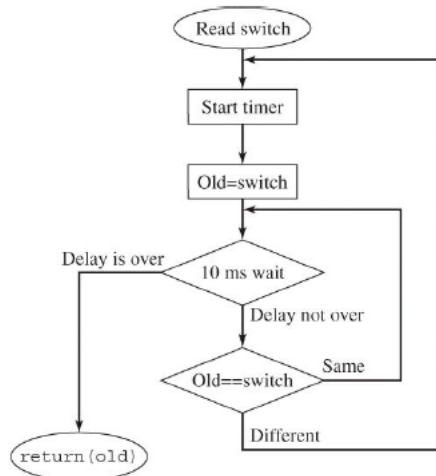 Read switch
Start timer
Old=switch
Delay is over
10 ms wait
Delay not over
Old==switch
Same
Different
return(old)